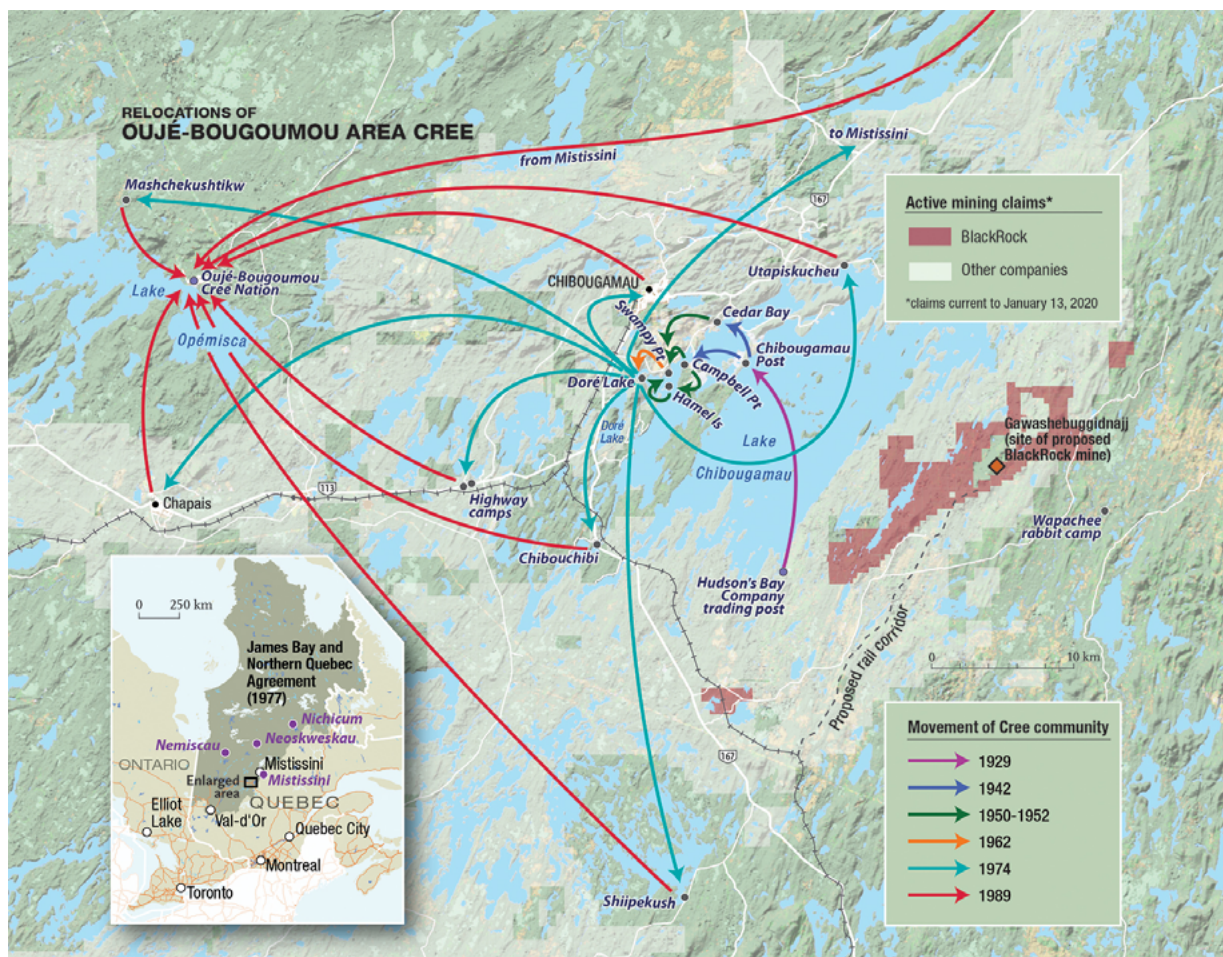 RELOCATIONS OF
OUJÉ-BOUGOUMOU AREA CREE
from Mistissini
to Mistissini
Mashchekushtikw
167
Active mining claims*
BlackRock
Other companies
*claims current to January 13, 2020
Oujé-Bougoumou
Cree Nation
Lake
Opémisca
CHIBOUGAMAU
Utapiskucheu
Swampy Pt
Cedar Bay
Chibougamau
Post
Campbell Pt
Doré Lake
Hamel Is
Doré
Lake
Lake
Chibougamau
Gawashebuggidnajj
(site of proposed
BlackRock mine)
113
Chapais
Highway
camps
Wapachee
rabbit camp
Chibouchibi
Hudson's Bay
Company
trading post
Proposed rail corridor
0 10 km
167
Shiipekush
0 250 km
James Bay and
Northern Quebec
Agreement
(1977)
Nichicum
Neoskweskau
Nemiscau
ONTARIO
Mistissini
Mistissini
Enlarged
area
QUEBEC
Elliot
Lake
Val-d'Or
Quebec City
Montreal
Toronto
Movement of Cree community
1929
1942
1950-1952
1962
1974
1989